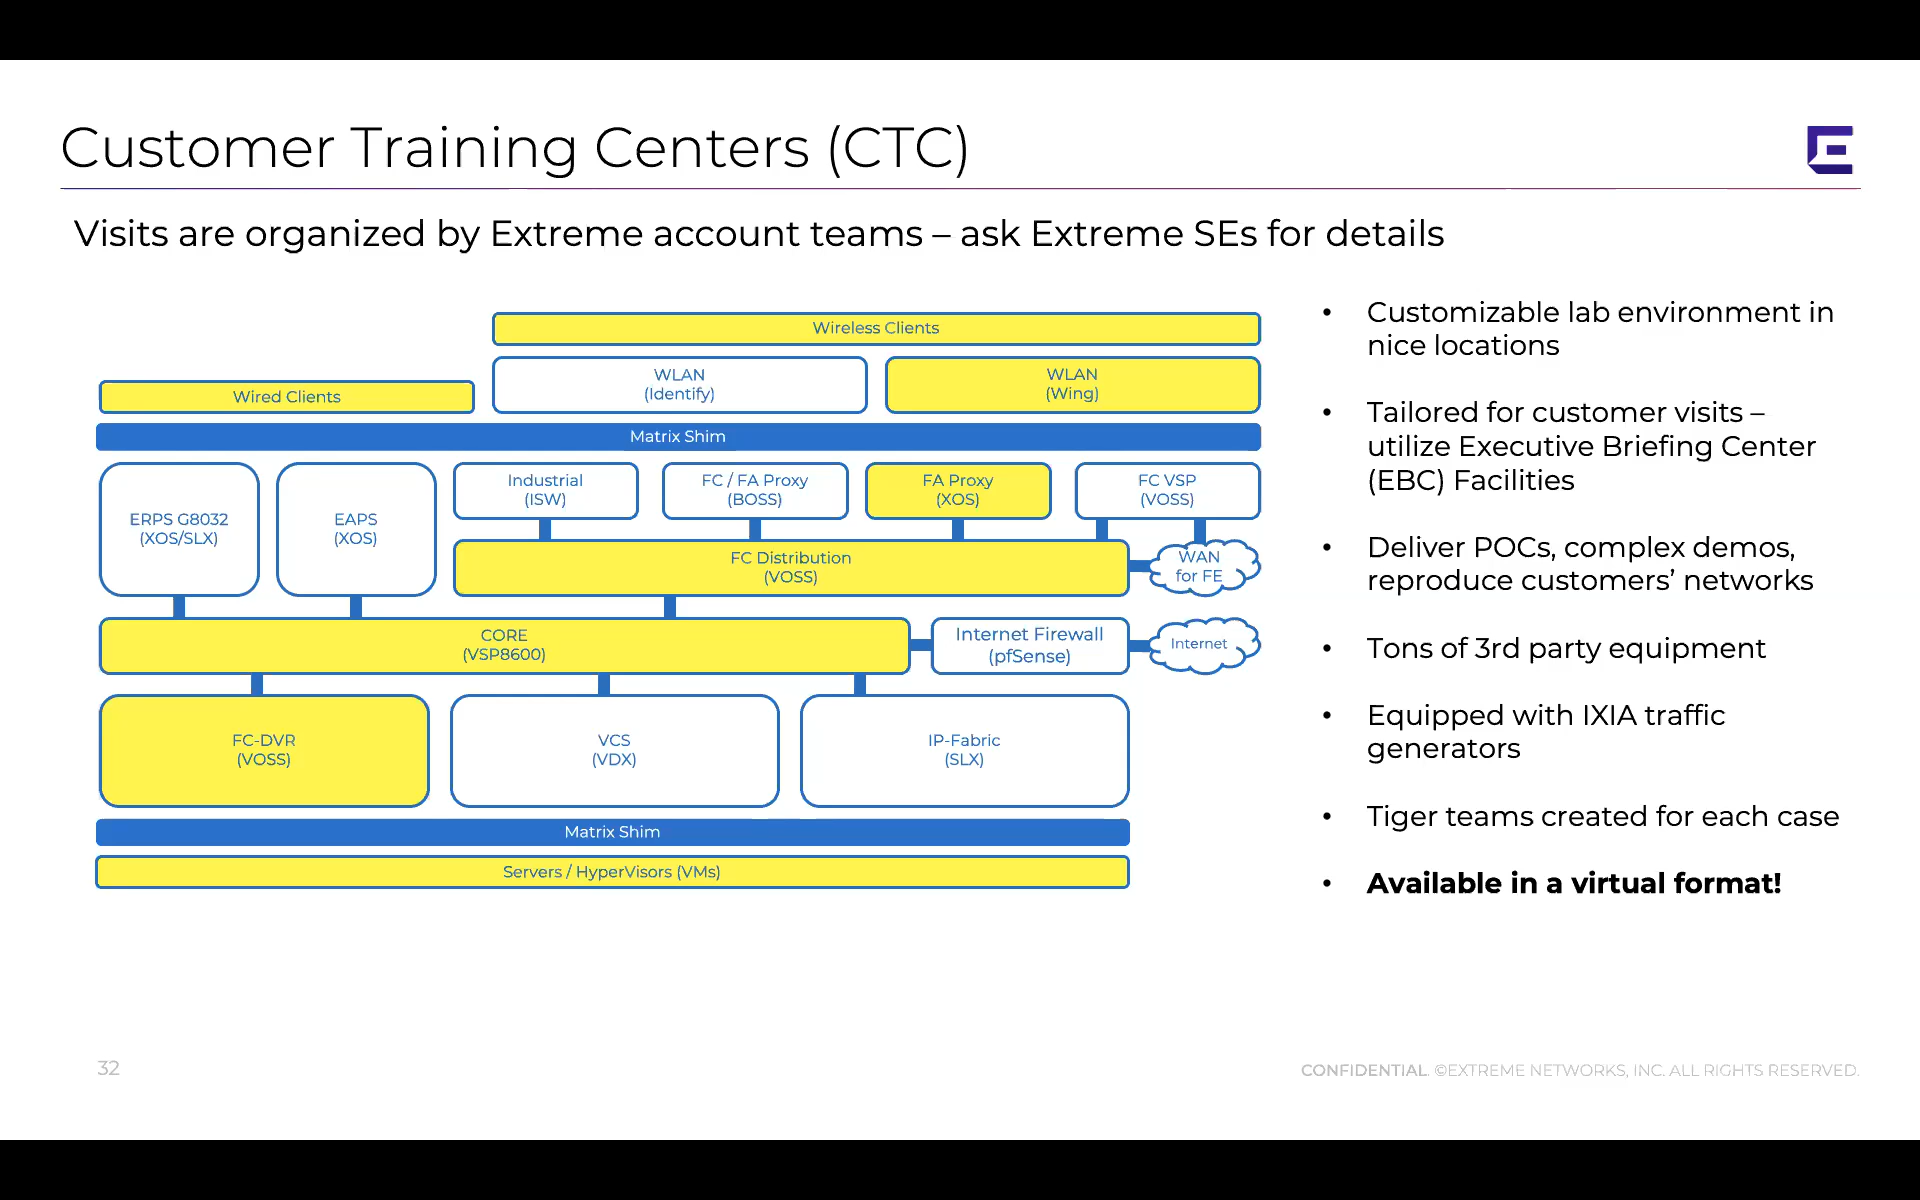 Customer Training Centers (CTC)
Visits are organized by Extreme account teams – ask Extreme SEs for details
Wireless Clients
WLAN
(Identify)
WLAN
(Wing)
Wired Clients
Matrix Shim
ERPS G8032
(XOS/SLX)
EAPS
(XOS)
Industrial
(ISW)
FC / FA Proxy
(BOSS)
FA Proxy
(XOS)
FC VSP
(VOSS)
FC Distribution
(VOSS)
WAN
for FE
CORE
(VSP8600)
Internet Firewall
(pfSense)
Internet
FC-DVR
(VOSS)
VCS
(VDX)
IP-Fabric
(SLX)
Matrix Shim
Servers / HyperVisors (VMs)
• Customizable lab environment in
nice locations
• Tailored for customer visits –
utilize Executive Briefing Center
(EBC) Facilities
• Deliver POCs, complex demos,
reproduce customers’ networks
• Tons of 3rd party equipment
• Equipped with IXIA traffic
generators
• Tiger teams created for each case
• Available in a virtual format!
32
CONFIDENTIAL. ©EXTREME NETWORKS, INC. ALL RIGHTS RESERVED.